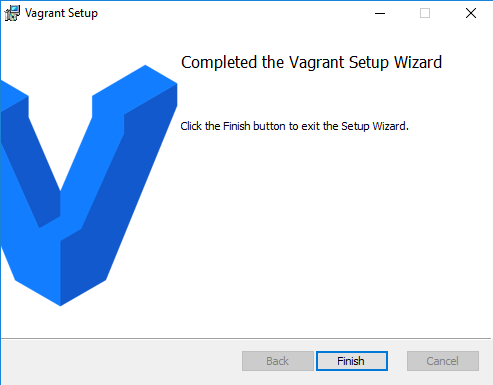 Vagrant Setup
Completed the Vagrant Setup Wizard
Click the Finish button to exit the Setup Wizard.
Back Finish Cancel